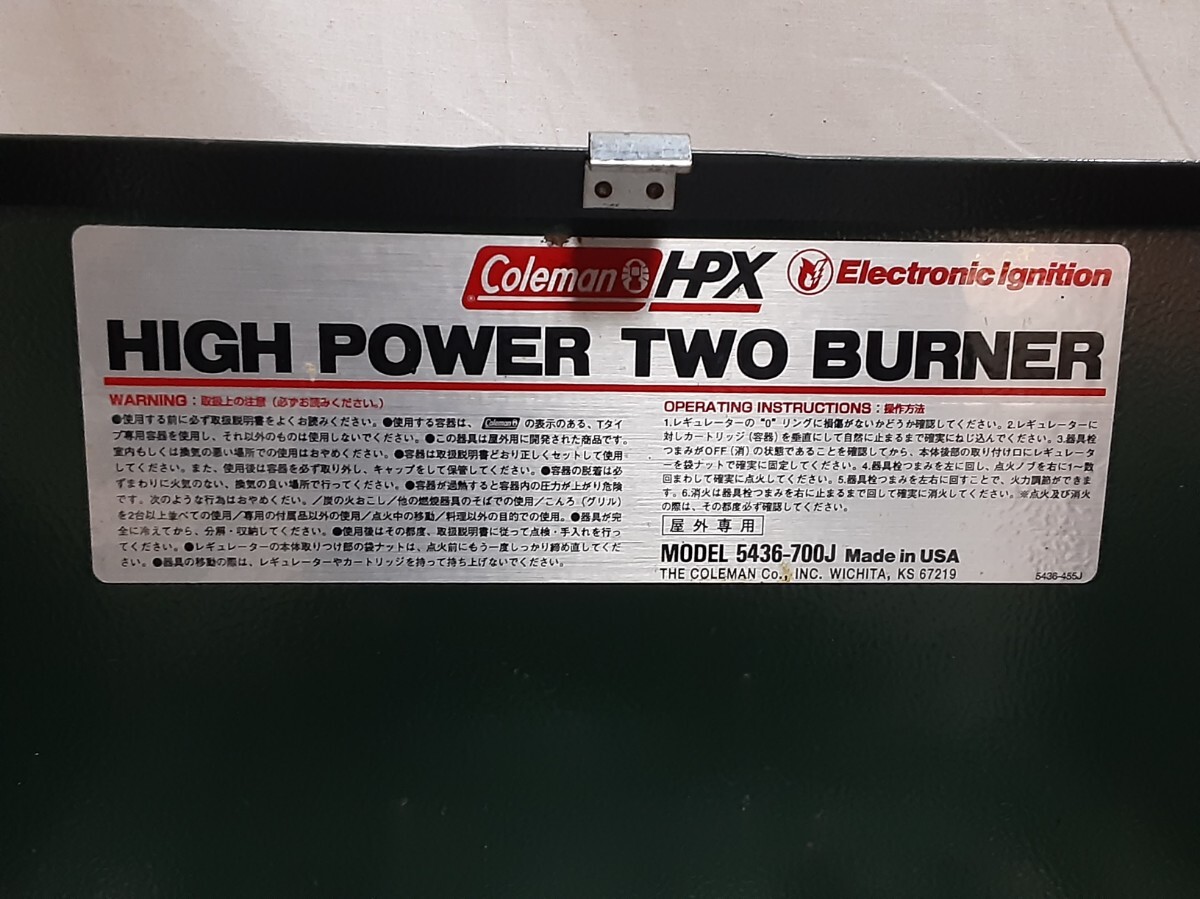 Coleman HPX Electronic Ignition
HIGH POWER TWO BURNER
WARNING：取扱上の注意（必ずお読みください。）
●使用する前に必ず取扱説明書をよくお読みください。●使用する容器は、Coleman の表示のある、Tタイ
プ専用容器を使用し、それ以外のものは使用しないでください。●この器具は屋外用に開発された商品です。
室内もしくは換気の悪い場所での使用はおやめください。●容器は取扱説明書どおり正しくセットして使用
してください。また、使用後は容器を必ず取り外し、キャップをして保管してください。●容器の脱着は必
ずまわりに火気のない、換気の良い場所で行ってください。●容器が過熱すると容器内の圧力が上がり危険
です。次のような行為はおやめくだい。／炭の火おこし／他の燃焼器具のそばでの使用／こんろ（グリル）
を2台以上並べての使用／専用の付属品以外の使用／点火中の移動／料理以外の目的での使用。●器具が完
全に冷えてから、分解・収納してください。●使用後はその都度、取扱説明書に従って点検・手入れを行っ
てください。●レギュレーターの本体取りつけ部の袋ナットは、点火前にもう一度しっかり締め直してくだ
さい。●器具の移動の際は、レギュレーターやカートリッジを持って持ち上げないでください。
OPERATING INSTRUCTIONS：操作方法
1.レギュレーターの "O" リングに損傷がないかどうか確認してください。2.レギュレーターに
対しカートリッジ（容器）を垂直にして自然に止まるまで確実にねじ込んでください。3.器具栓
つまみがOFF（消）の状態であることを確認してから、本体後部の取り付け口にレギュレータ
ーを袋ナットで確実に固定してください。4.器具栓つまみを左に回し、点火ノブを右に1〜数
回まわして確実に点火してください。5.器具栓つまみを左右に回すことで、火力調節ができま
す。6.消火は器具栓つまみを右に止まるまで回して確実に消火してください。※点火及び消火
の際は、その都度必ず確認してください。
屋外専用
MODEL 5436-700J Made in USA
THE COLEMAN Co., INC. WICHITA, KS 67219
5436-455J